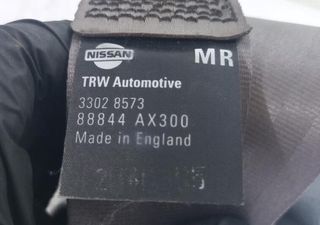 NISSAN MR
TRW Automotive
3302 8573
88844 AX300
Made in England